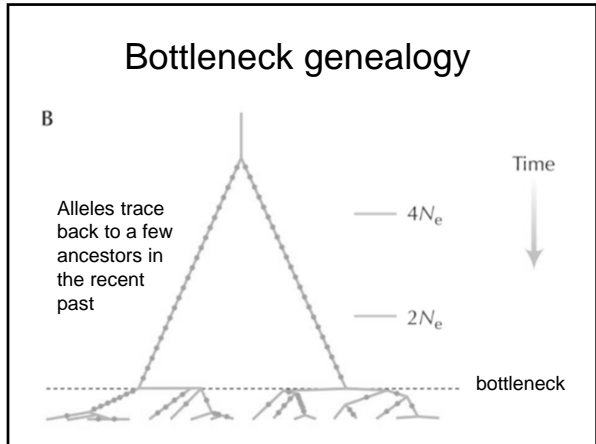 Bottleneck genealogy
B
Time
Alleles trace
back to a few
ancestors in
the recent
past
4Nₑ
2Nₑ
bottleneck